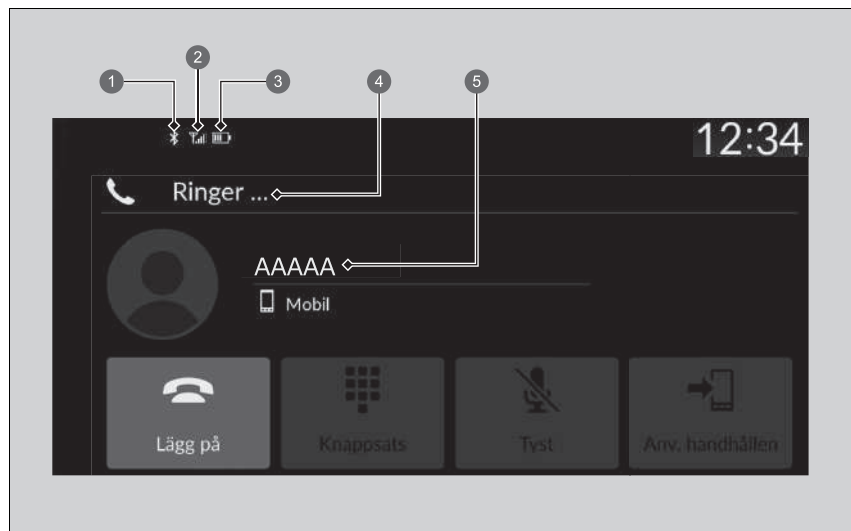 2
1
3
4
5
12:34
Ringer ...
AAAAA
Mobil
Lägg på
Knappsats
Tyst
Anv. handhållen